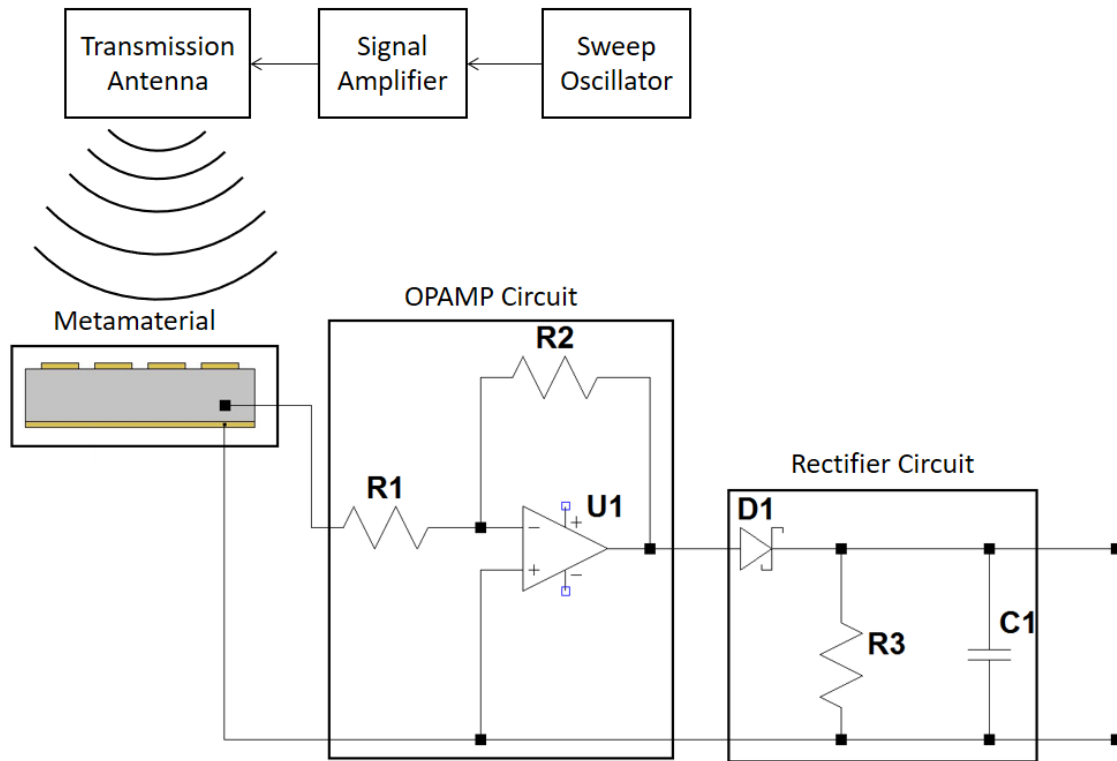 Transmission
Antenna
Signal
Amplifier
Sweep
Oscillator
Metamaterial
OPAMP Circuit
R2
R1
U1
−
+
+
−
Rectifier Circuit
D1
R3
C1